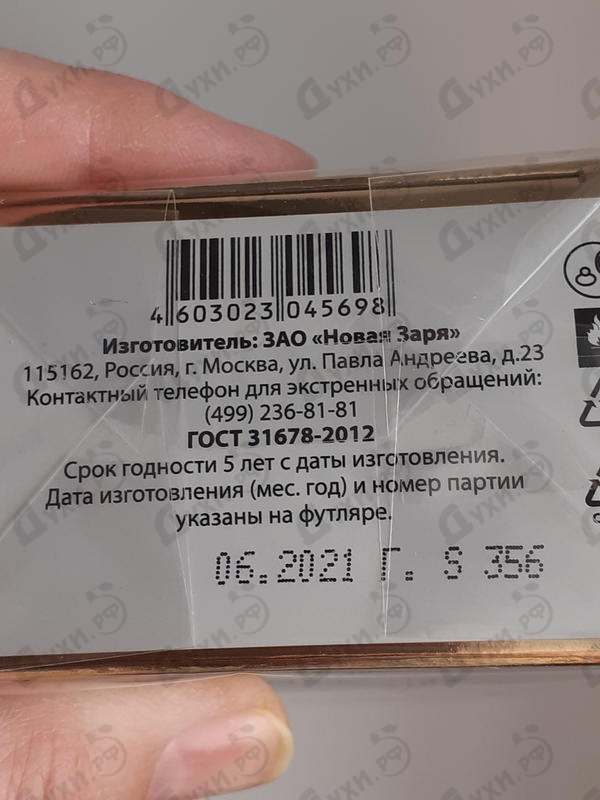 4 603023 045698
Изготовитель: ЗАО «Новая Заря»
115162, Россия, г. Москва, ул. Павла Андреева, д.23
Контактный телефон для экстренных обращений:
(499) 236-81-81
ГОСТ 31678-2012
Срок годности 5 лет с даты изготовления.
Дата изготовления (мес. год) и номер партии
указаны на футляре.
06.2021 Г. S 356
Духи.рф